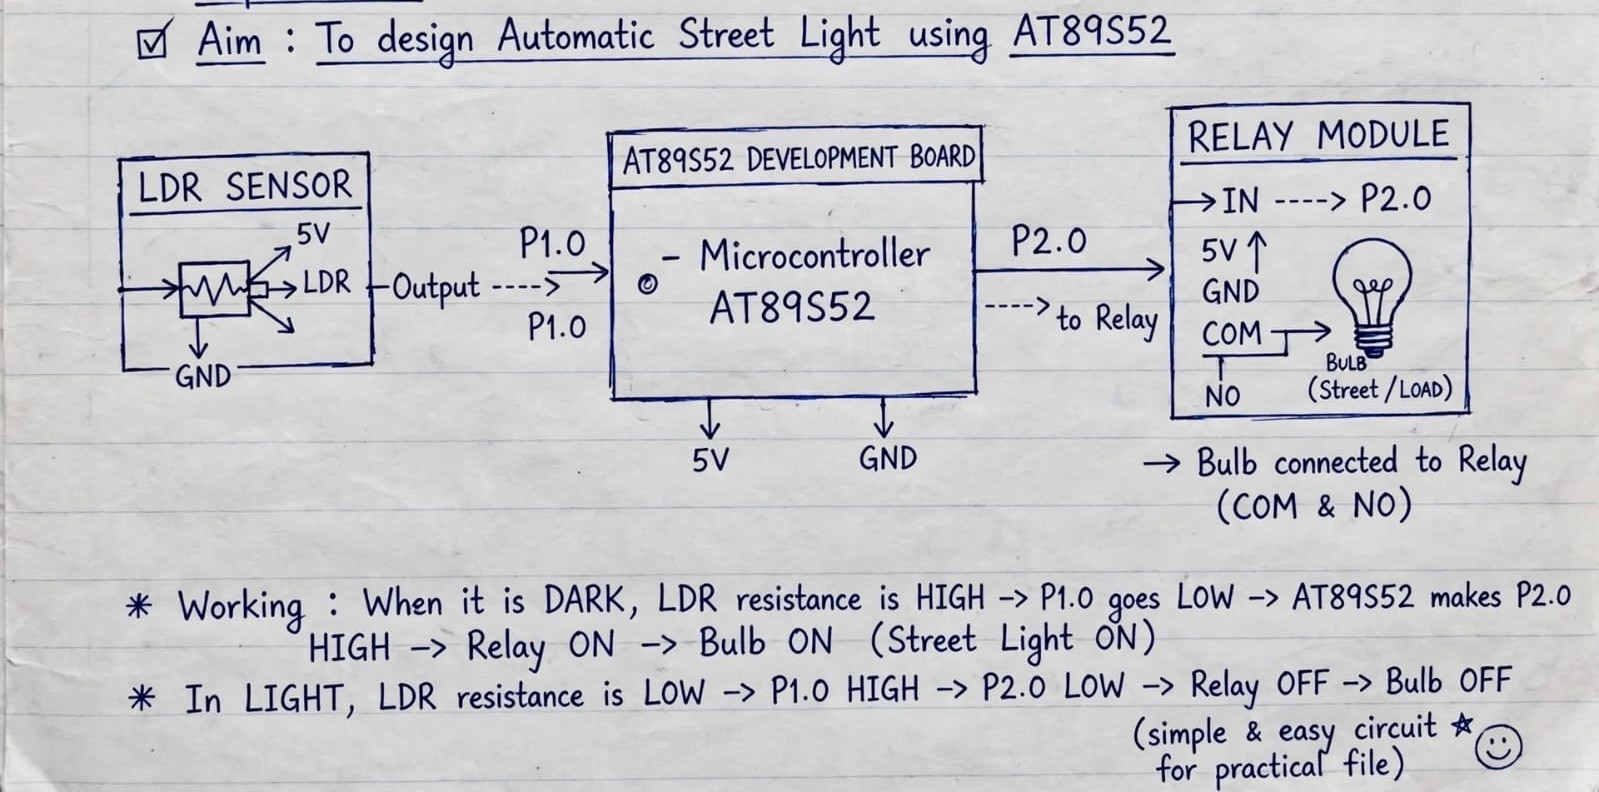 ☑ Aim : To design Automatic Street Light using AT89S52
LDR SENSOR
5V
LDR
GND
Output ---->
P1.0
P1.0
AT89S52 DEVELOPMENT BOARD
- Microcontroller
AT89S52
5V
GND
P2.0
----> to Relay
RELAY MODULE
→ IN ----> P2.0
5V ↑
GND
COM
NO
BULB
(Street / LOAD)
→ Bulb connected to Relay
(COM & NO)
* Working : When it is DARK, LDR resistance is HIGH -> P1.0 goes LOW -> AT89S52 makes P2.0
HIGH -> Relay ON -> Bulb ON (Street Light ON)
* In LIGHT, LDR resistance is LOW -> P1.0 HIGH -> P2.0 LOW -> Relay OFF -> Bulb OFF
(simple & easy circuit ☆
for practical file)